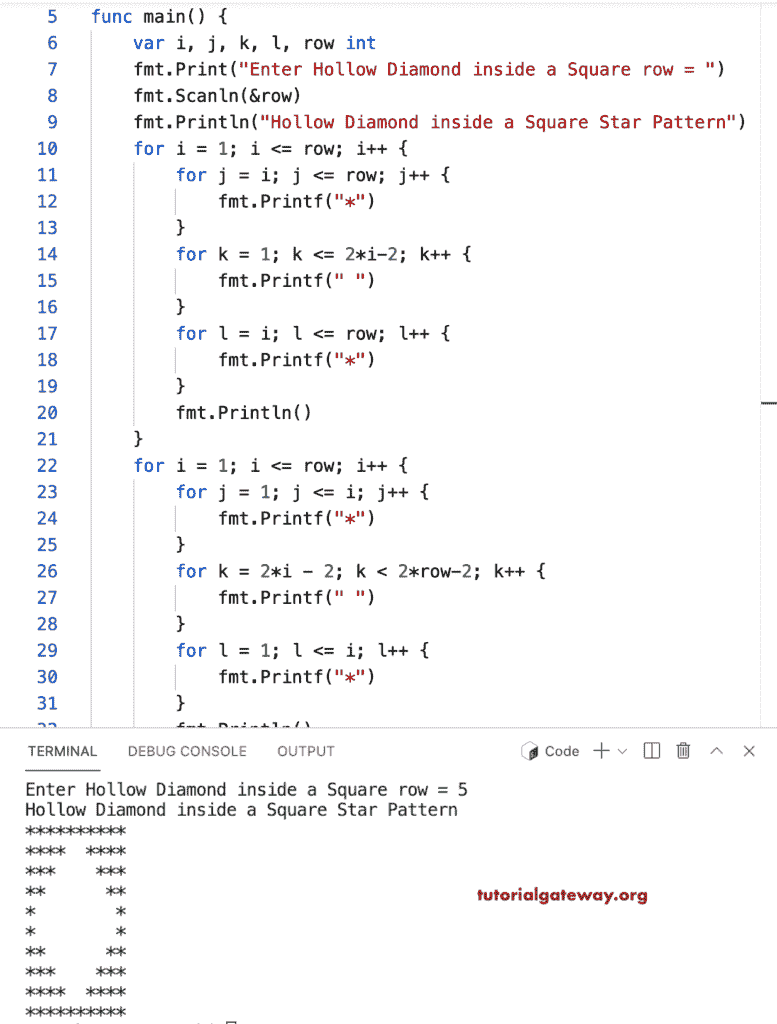 5 func main() {
6 var i, j, k, l, row int
7 fmt.Print("Enter Hollow Diamond inside a Square row = ")
8 fmt.Scanln(&row)
9 fmt.Println("Hollow Diamond inside a Square Star Pattern")
10 for i = 1; i <= row; i++ {
11 for j = i; j <= row; j++ {
12 fmt.Printf("*")
13 }
14 for k = 1; k <= 2*i-2; k++ {
15 fmt.Printf(" ")
16 }
17 for l = i; l <= row; l++ {
18 fmt.Printf("*")
19 }
20 fmt.Println()
21 }
22 for i = 1; i <= row; i++ {
23 for j = 1; j <= i; j++ {
24 fmt.Printf("*")
25 }
26 for k = 2*i - 2; k < 2*row-2; k++ {
27 fmt.Printf(" ")
28 }
29 for l = 1; l <= i; l++ {
30 fmt.Printf("*")
31 }
TERMINAL DEBUG CONSOLE OUTPUT Code
Enter Hollow Diamond inside a Square row = 5
Hollow Diamond inside a Square Star Pattern
**********
****  ****
***    ***
**      **
*        *
*        *
**      **
***    ***
****  ****
**********
tutorialgateway.org